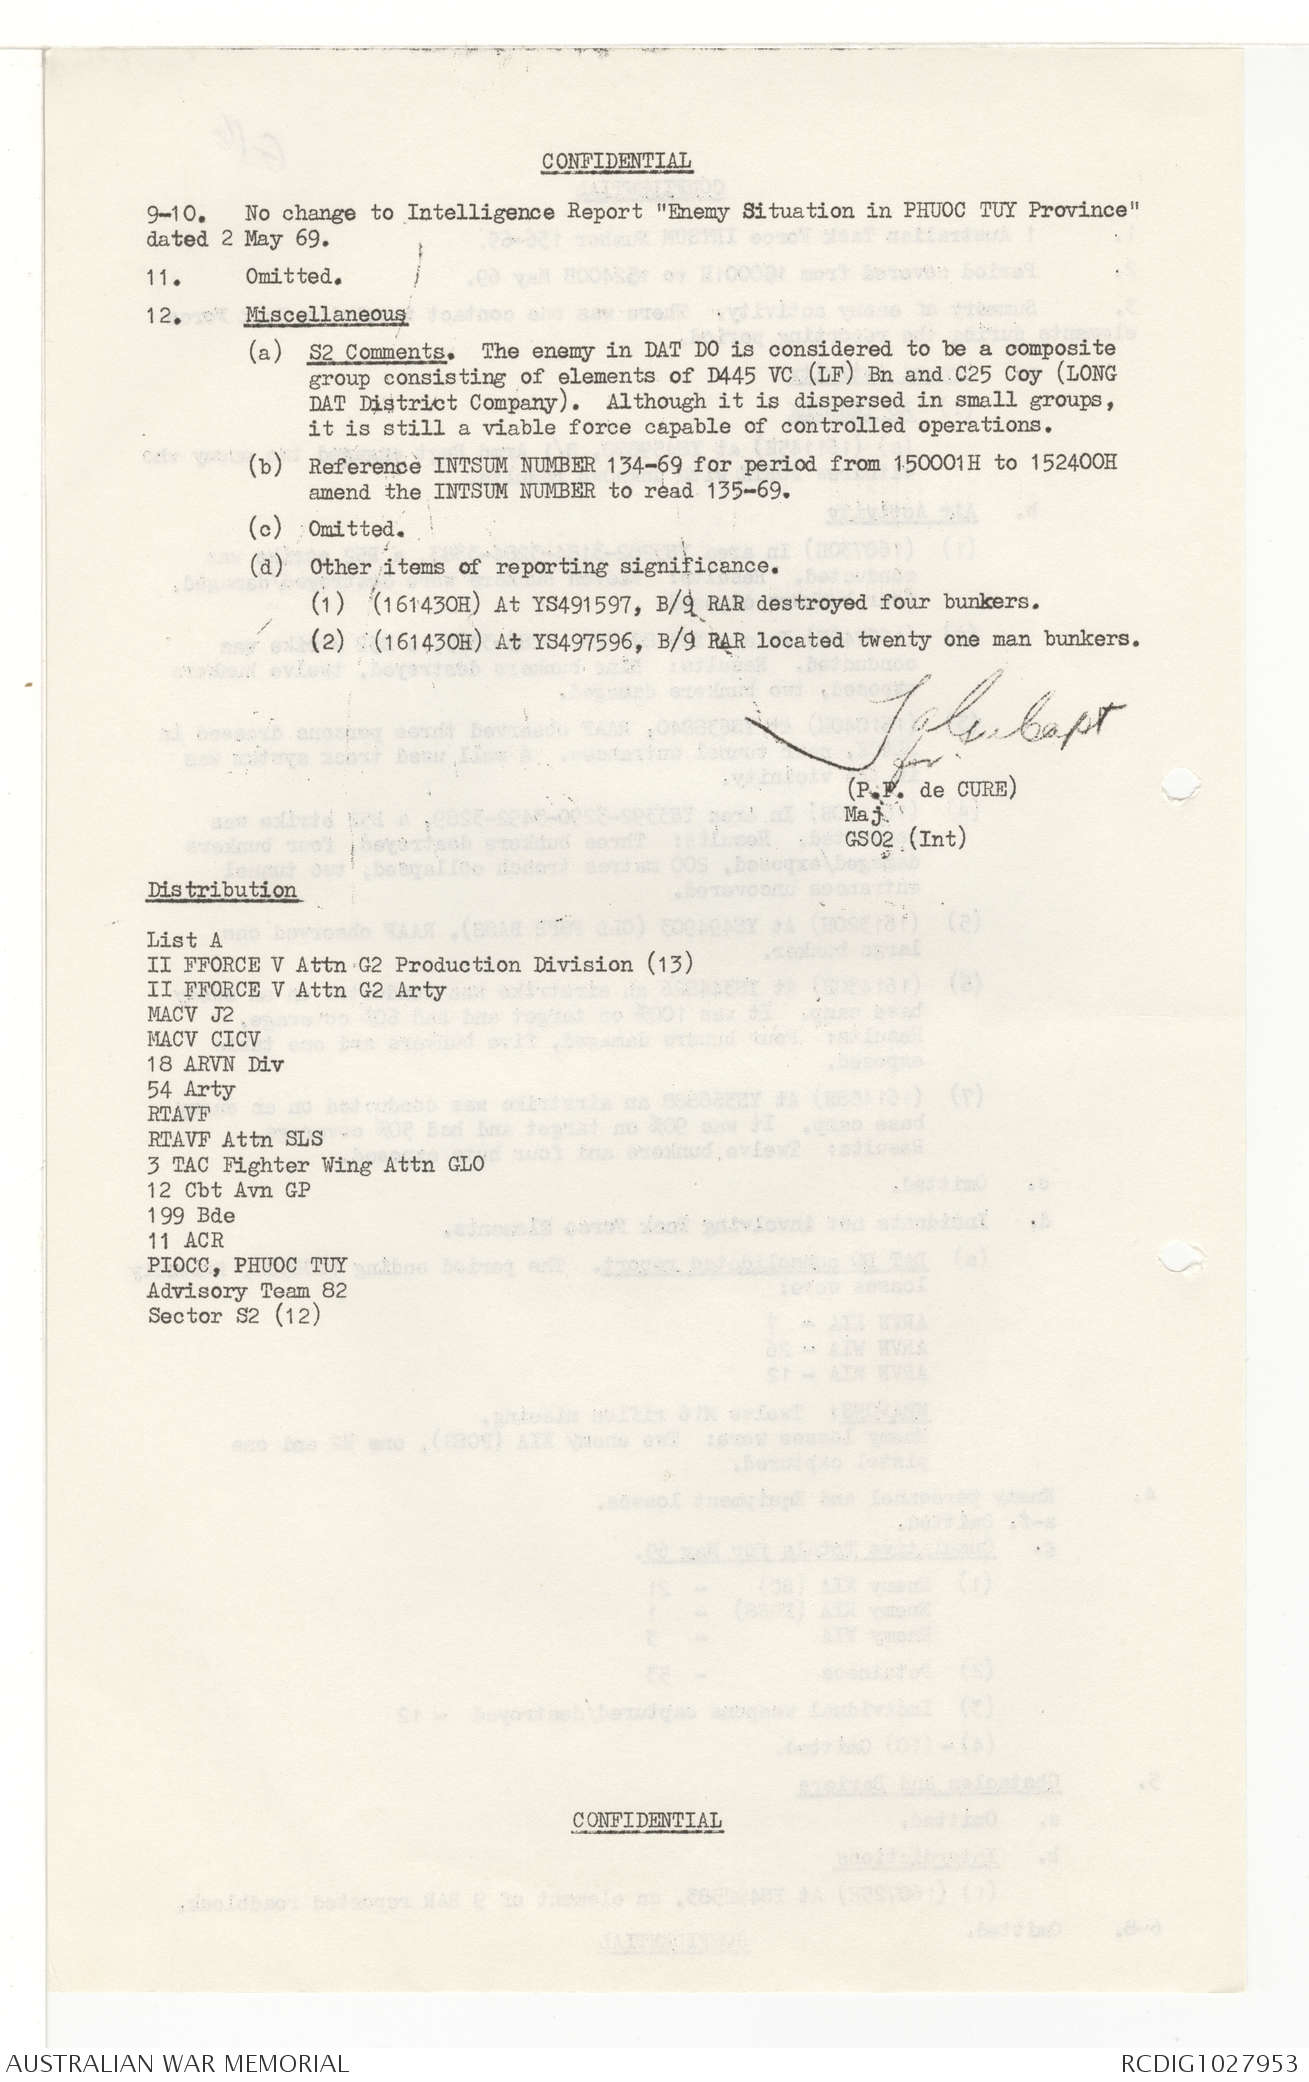 CONFIDENTIAL
9-10. No change to Intelligence Report "Enemy Situation in PHUOC TUY Province"
dated 2 May 69.
11. Omitted.
12. Miscellaneous
(a) S2 Comments. The enemy in DAT DO is considered to be a composite
group consisting of elements of D445 VC (LF) Bn and C25 Coy (LONG
DAT District Company). Although it is dispersed in small groups,
it is still a viable force capable of controlled operations.
(b) Reference INTSUM NUMBER 134-69 for period from 150001H to 152400H
amend the INTSUM NUMBER to read 135-69.
(c) Omitted.
(d) Other items of reporting significance.
(1) (161430H) At YS491597, B/9 RAR destroyed four bunkers.
(2) (161430H) At YS497596, B/9 RAR located twenty one man bunkers.
Capt
for
(P.F. de CURE)
Maj
GSO2 (Int)
Distribution
List A
II FFORCE V Attn G2 Production Division (13)
II FFORCE V Attn G2 Arty
MACV J2
MACV CICV
18 ARVN Div
54 Arty
RTAVF
RTAVF Attn SLS
3 TAC Fighter Wing Attn GLO
12 Cbt Avn GP
199 Bde
11 ACR
PIOCC, PHUOC TUY
Advisory Team 82
Sector S2 (12)
CONFIDENTIAL
AUSTRALIAN WAR MEMORIAL
RCDIG1027953